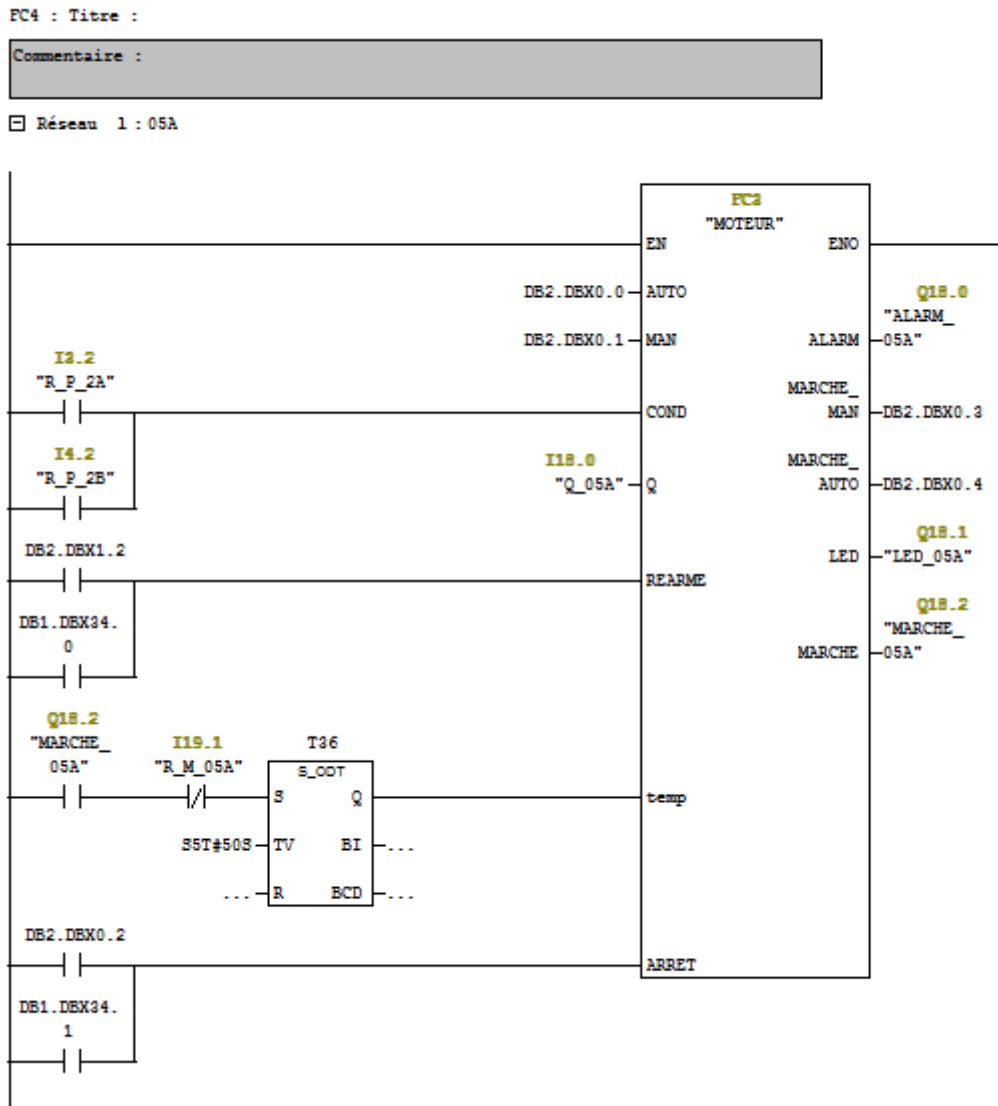 FC4 : Titre :
Commentaire :
Réseau 1 : 05A
FC3
"MOTEUR"
EN ENO
DB2.DBX0.0 AUTO Q18.0
"ALARM_
DB2.DBX0.1 MAN ALARM 05A"
I3.2
"R_P_2A" MARCHE_
COND MAN DB2.DBX0.3
I4.2 I18.0 MARCHE_
"R_P_2B" "Q_05A" Q AUTO DB2.DBX0.4
Q18.1
DB2.DBX1.2 LED "LED_05A"
REARME
Q18.2
DB1.DBX34. "MARCHE_
0 MARCHE 05A"
Q18.2
"MARCHE_ I19.1 T36
05A" "R_M_05A" S_ODT
S Q temp
S5T#50S TV BI ...
... R BCD ...
DB2.DBX0.2
ARRET
DB1.DBX34.
1